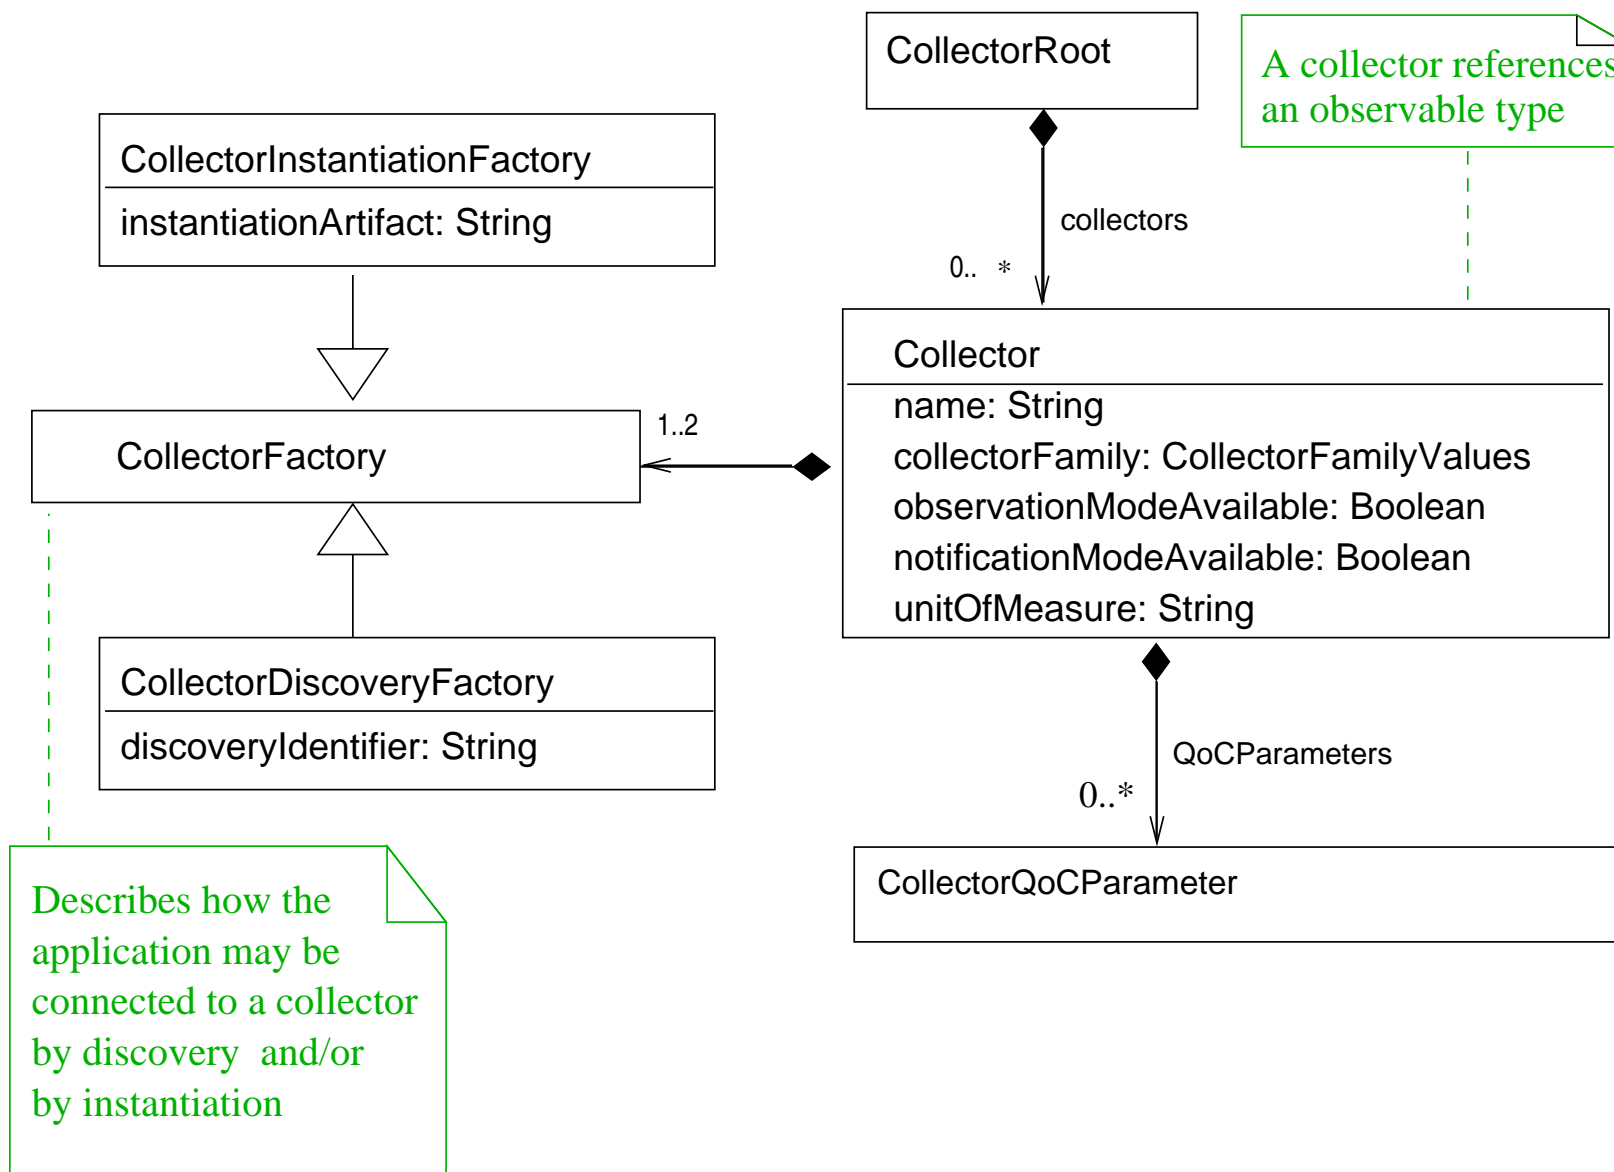 CollectorRoot
A collector references
an observable type
CollectorInstantiationFactory
instantiationArtifact: String
collectors
0.. *
Collector
name: String
collectorFamily: CollectorFamilyValues
observationModeAvailable: Boolean
notificationModeAvailable: Boolean
unitOfMeasure: String
1..2
CollectorFactory
CollectorDiscoveryFactory
discoveryIdentifier: String
QoCParameters
0..*
CollectorQoCParameter
Describes how the
application may be
connected to a collector
by discovery and/or
by instantiation